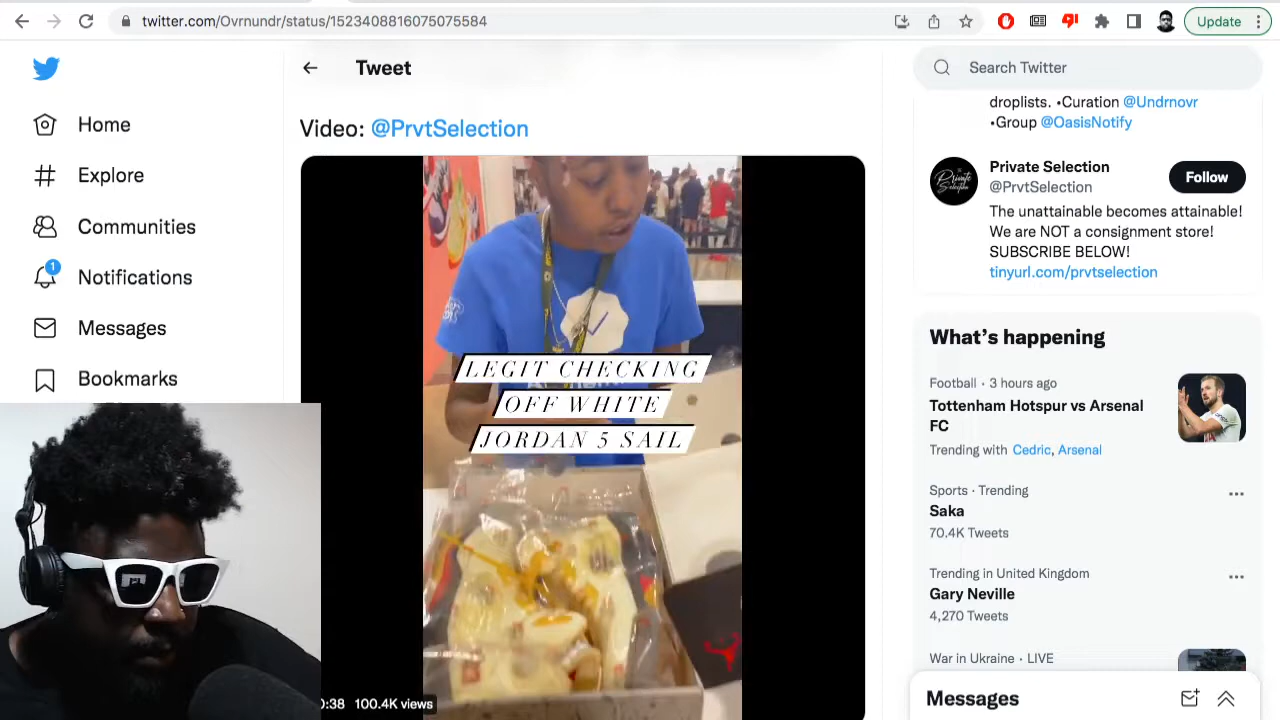 twitter.com/Ovrnundr/status/1523408816075075584
Update
Home
Explore
Communities
1
Notifications
Messages
Bookmarks
Tweet
Video: @PrvtSelection
LEGIT CHECKING
OFF WHITE
JORDAN 5 SAIL
0:38 100.4K views
Search Twitter
droplists. •Curation @Undrnovr
•Group @OasisNotify
Private Selection
@PrvtSelection
Follow
The unattainable becomes attainable!
We are NOT a consignment store!
SUBSCRIBE BELOW!
tinyurl.com/prvtselection
What’s happening
Football · 3 hours ago
Tottenham Hotspur vs Arsenal
FC
Trending with Cedric, Arsenal
Sports · Trending
Saka
70.4K Tweets
Trending in United Kingdom
Gary Neville
4,270 Tweets
War in Ukraine · LIVE
Messages